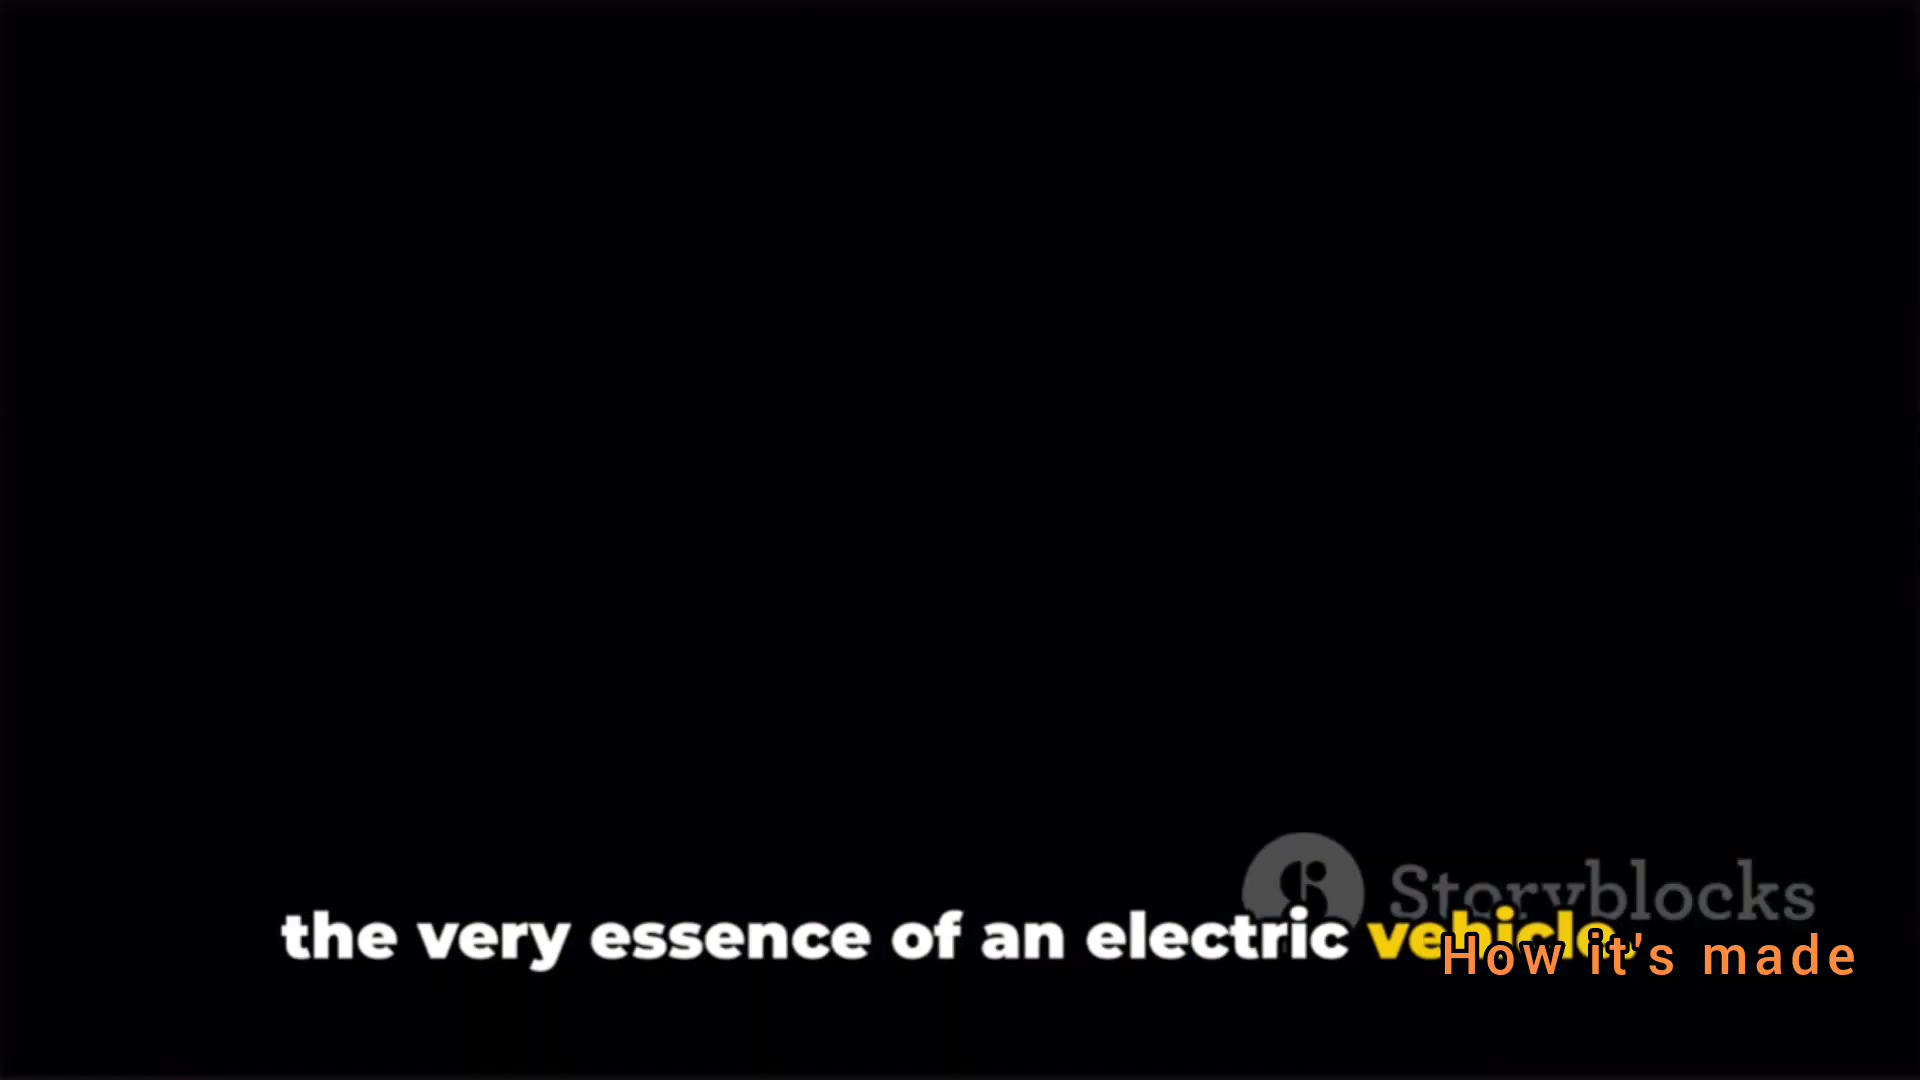 Storyblocks
the very essence of an electric vehicle.
How it's made